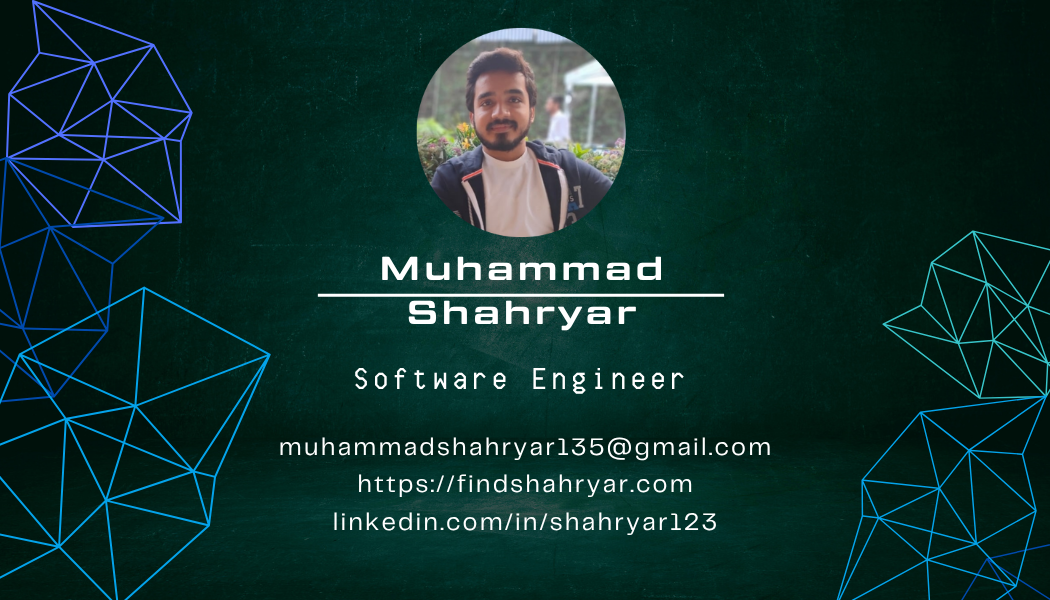 Muhammad
Shahryar
Software Engineer
muhammadshahryar135@gmail.com
https://findshahryar.com
linkedin.com/in/shahryar123